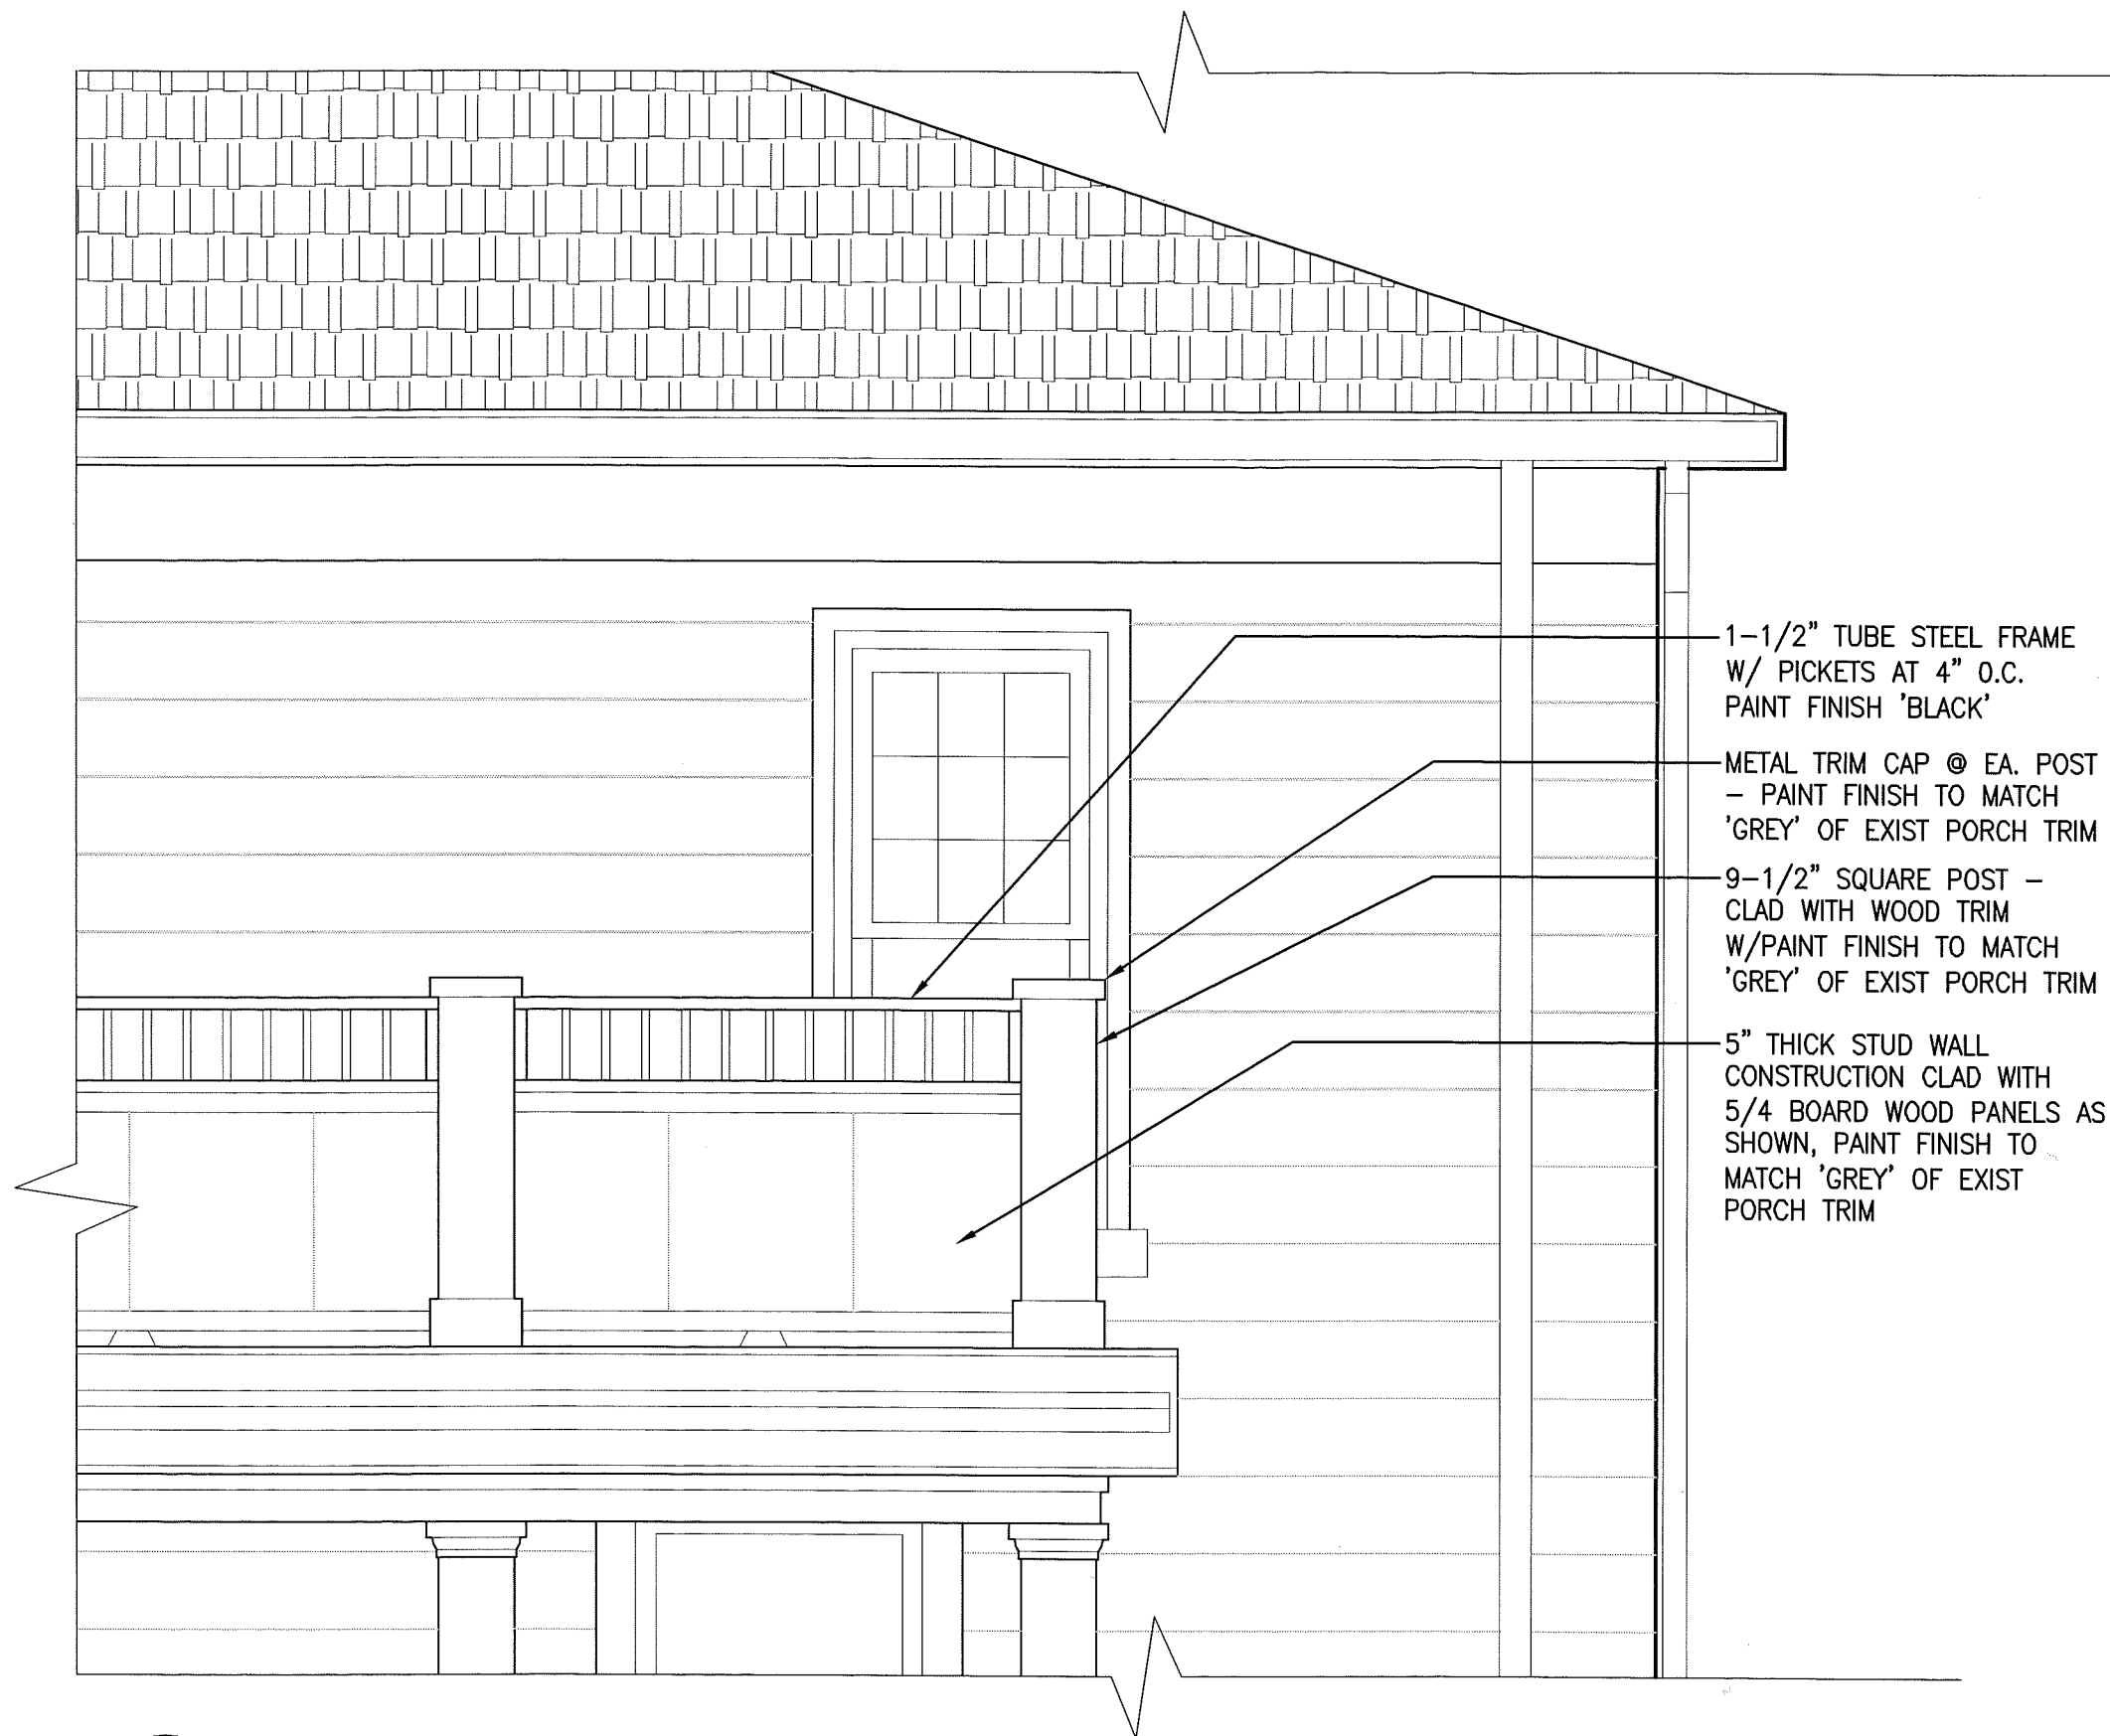 1-1/2" TUBE STEEL FRAME
W/ PICKETS AT 4" O.C.
PAINT FINISH 'BLACK'
METAL TRIM CAP @ EA. POST
– PAINT FINISH TO MATCH
'GREY' OF EXIST PORCH TRIM
9-1/2" SQUARE POST –
CLAD WITH WOOD TRIM
W/PAINT FINISH TO MATCH
'GREY' OF EXIST PORCH TRIM
5" THICK STUD WALL
CONSTRUCTION CLAD WITH
5/4 BOARD WOOD PANELS AS
SHOWN, PAINT FINISH TO
MATCH 'GREY' OF EXIST
PORCH TRIM